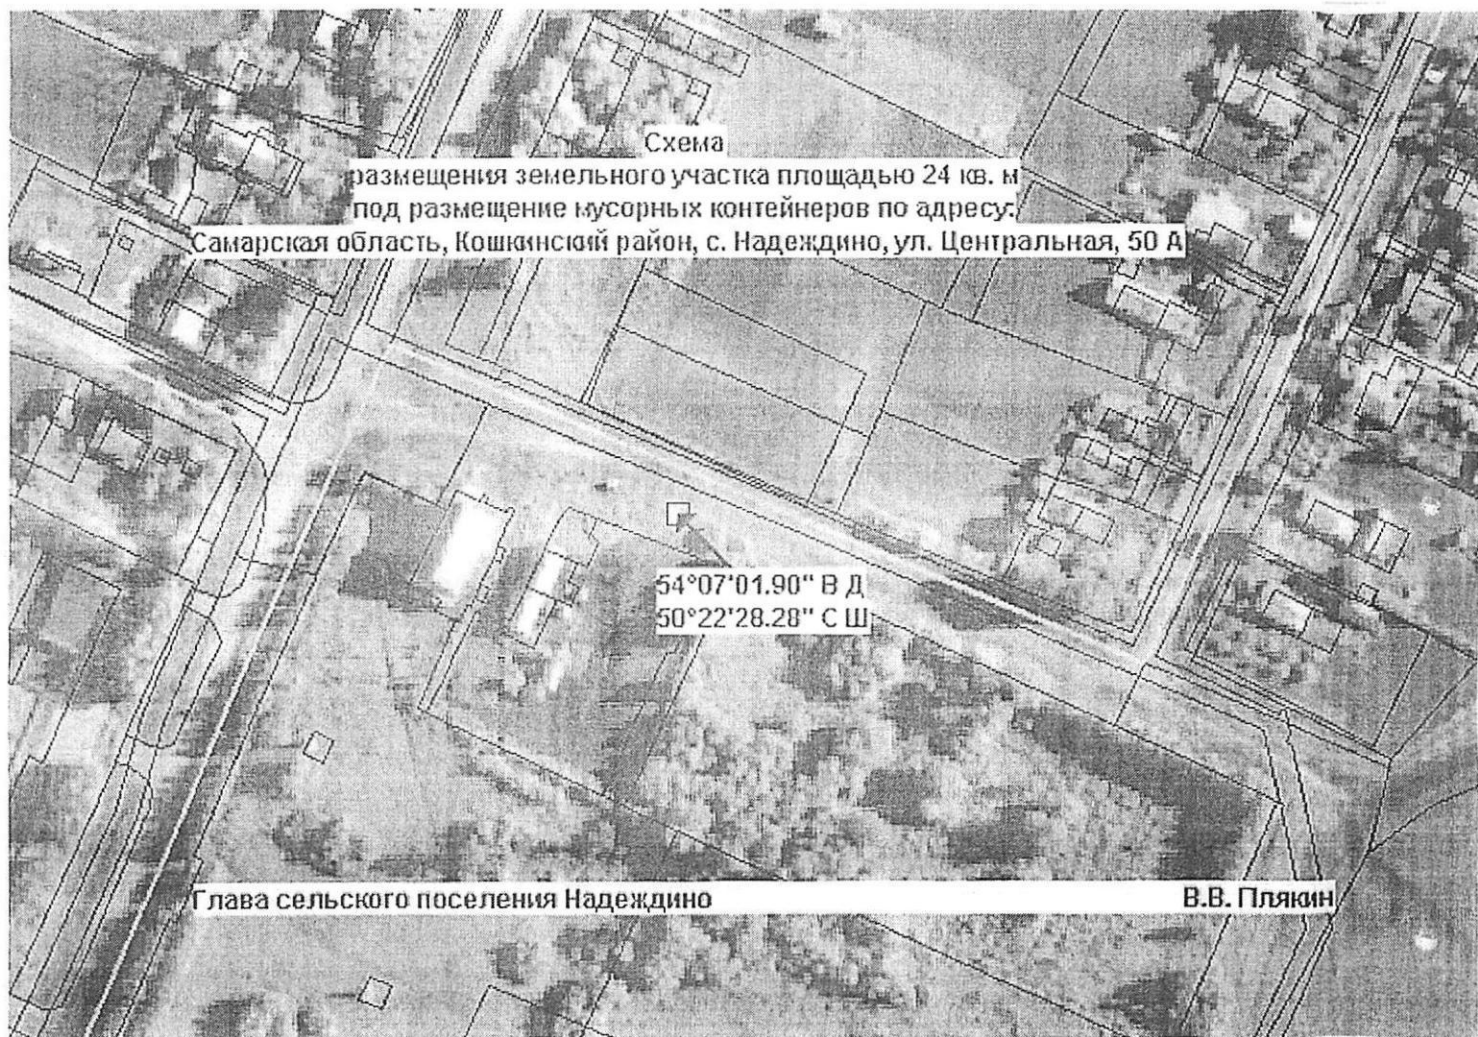 Схема
размещения земельного участка площадью 24 кв. м
под размещение мусорных контейнеров по адресу:
Самарская область, Кошкинский район, с. Надеждино, ул. Центральная, 50 А
54°07'01.90" В Д
50°22'28.28" С Ш
Глава сельского поселения Надеждино В.В. Плякин